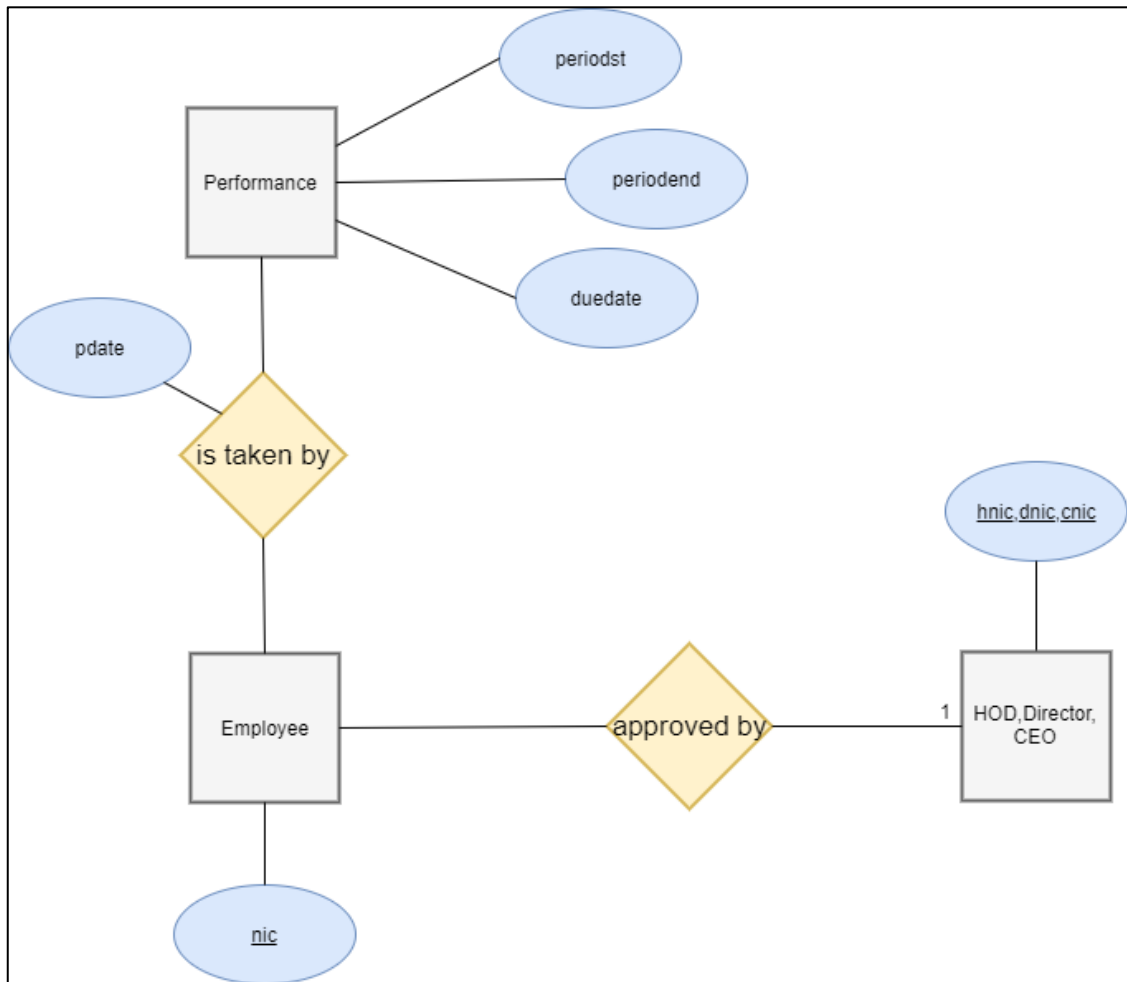 periodst
Performance
periodend
duedate
pdate
is taken by
hnic,dnic,cnic
Employee
approved by
1
HOD,Director,
CEO
nic